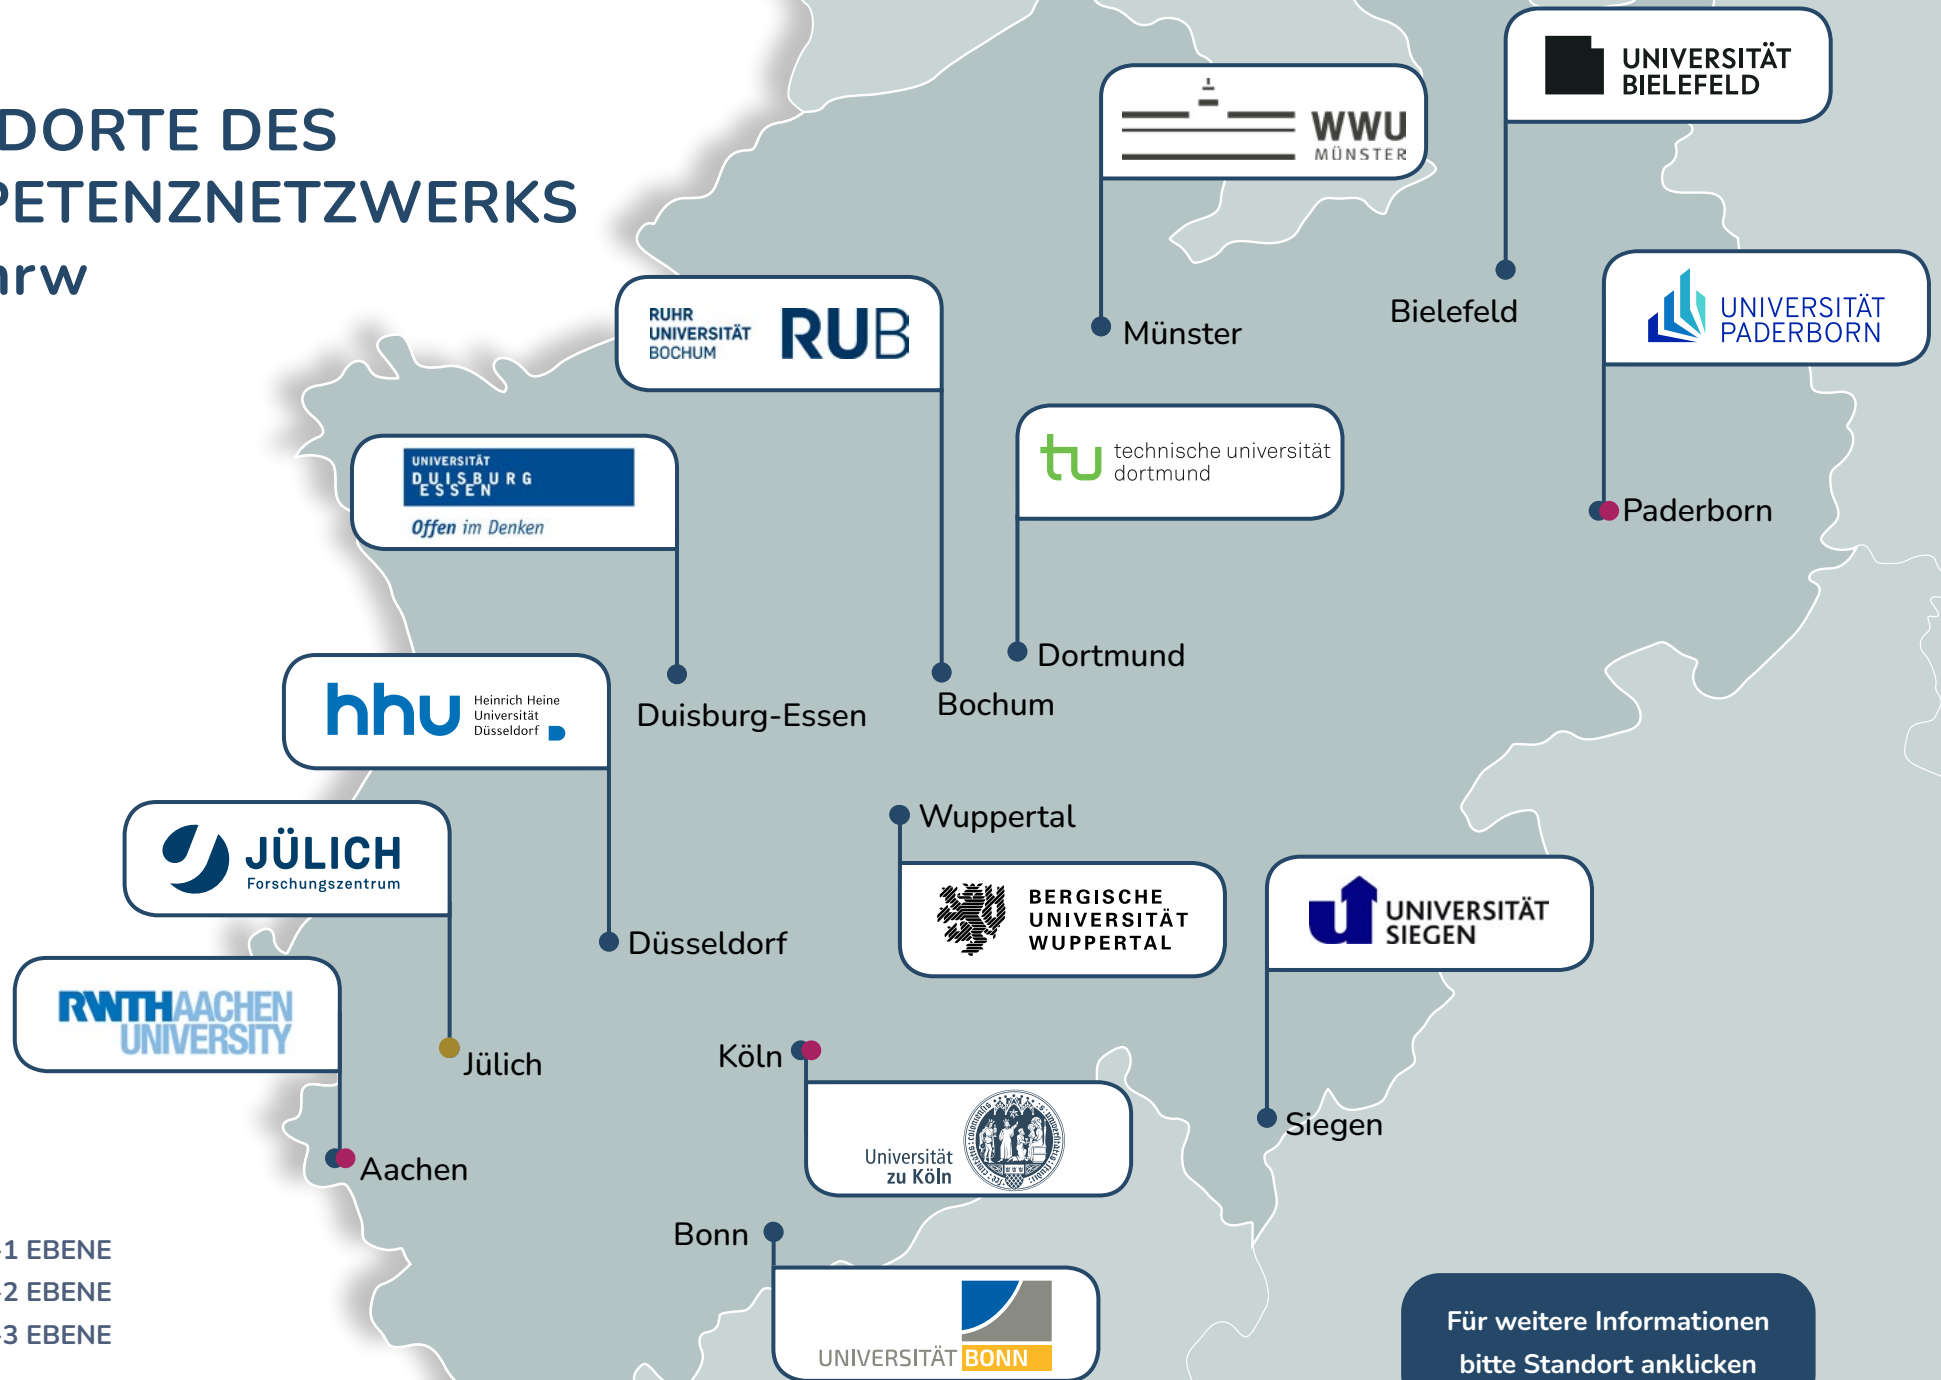 DORTE DES
PETENZNETZWERKS
nrw
UNIVERSITÄT
BIELEFELD
WWU
MÜNSTER
Bielefeld
UNIVERSITÄT
PADERBORN
Münster
RUHR
UNIVERSITÄT
BOCHUM
RUB
technische universität
dortmund
tu
UNIVERSITÄT
DUISBURG
ESSEN
Offen im Denken
Paderborn
Dortmund
Bochum
Duisburg-Essen
hhu
Heinrich Heine
Universität
Düsseldorf
Wuppertal
JÜLICH
Forschungszentrum
BERGISCHE
UNIVERSITÄT
WUPPERTAL
UNIVERSITÄT
SIEGEN
Düsseldorf
RWTHAACHEN
UNIVERSITY
Jülich
Köln
Universität
zu Köln
Siegen
Aachen
Bonn
UNIVERSITÄT BONN
-1 EBENE
-2 EBENE
-3 EBENE
Für weitere Informationen
bitte Standort anklicken